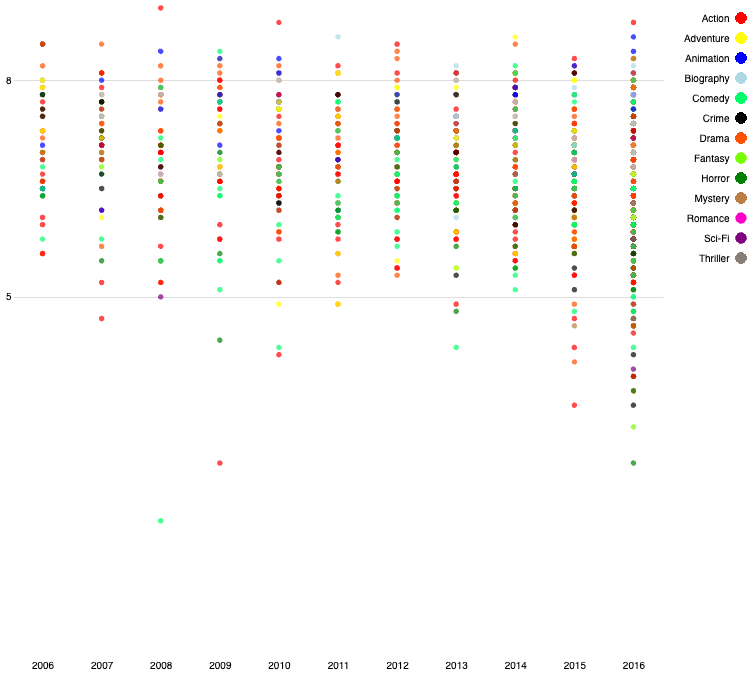 Action
Adventure
Animation
8
Biography
Comedy
Crime
Drama
Fantasy
Horror
Mystery
Romance
Sci-Fi
Thriller
5
2006 2007 2008 2009 2010 2011 2012 2013 2014 2015 2016